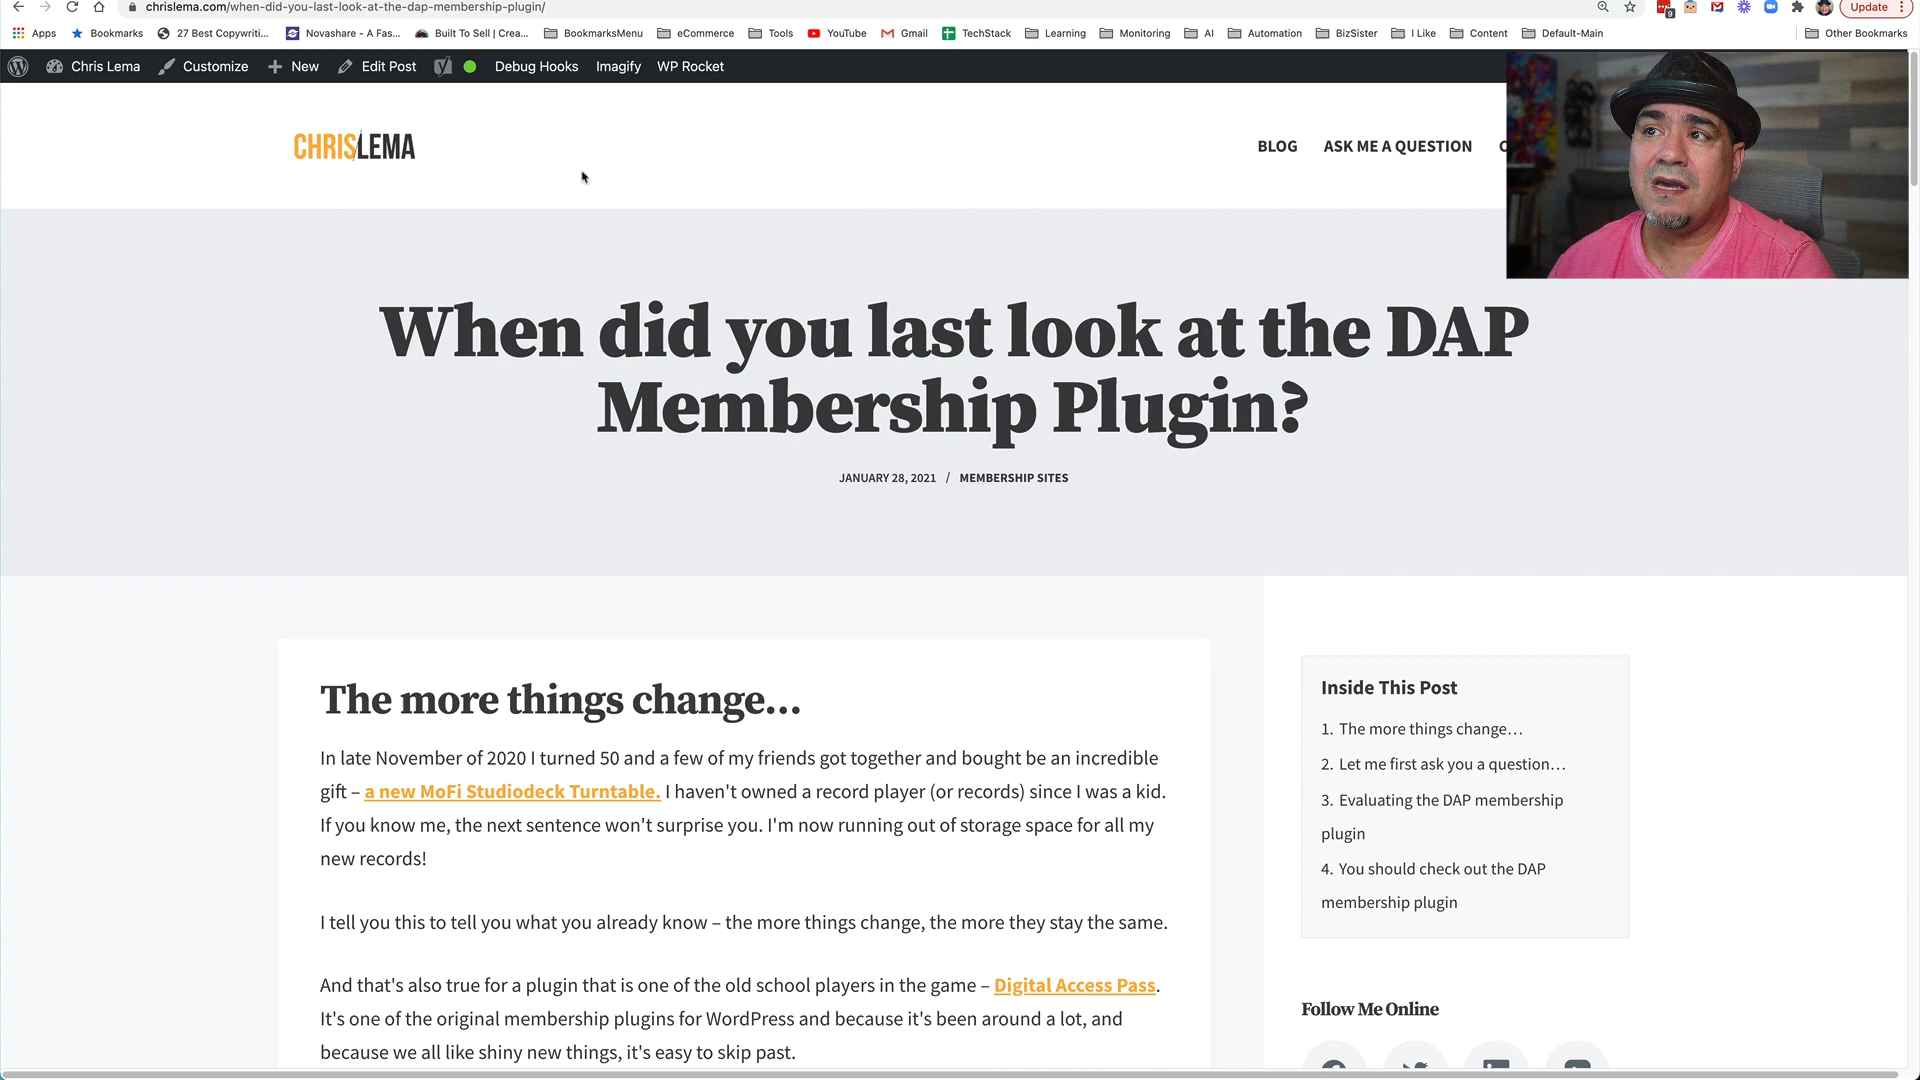 chrislema.com/when-did-you-last-look-at-the-dap-membership-plugin/
9
Update
Apps
Bookmarks
27 Best Copywriti...
Novashare - A Fas...
Built To Sell | Crea...
BookmarksMenu
eCommerce
Tools
YouTube
Gmail
TechStack
Learning
Monitoring
AI
Automation
BizSister
I Like
Content
Default-Main
Other Bookmarks
Chris Lema
Customize
New
Edit Post
Debug Hooks
Imagify
WP Rocket
CHRISLEMA
BLOG
ASK ME A QUESTION
When did you last look at the DAP
Membership Plugin?
JANUARY 28, 2021 / MEMBERSHIP SITES
The more things change…
In late November of 2020 I turned 50 and a few of my friends got together and bought be an incredible
gift – a new MoFi Studiodeck Turntable. I haven't owned a record player (or records) since I was a kid.
If you know me, the next sentence won't surprise you. I'm now running out of storage space for all my
new records!
I tell you this to tell you what you already know – the more things change, the more they stay the same.
And that's also true for a plugin that is one of the old school players in the game – Digital Access Pass.
It's one of the original membership plugins for WordPress and because it's been around a lot, and
because we all like shiny new things, it's easy to skip past.
Inside This Post
1. The more things change…
2. Let me first ask you a question…
3. Evaluating the DAP membership
plugin
4. You should check out the DAP
membership plugin
Follow Me Online